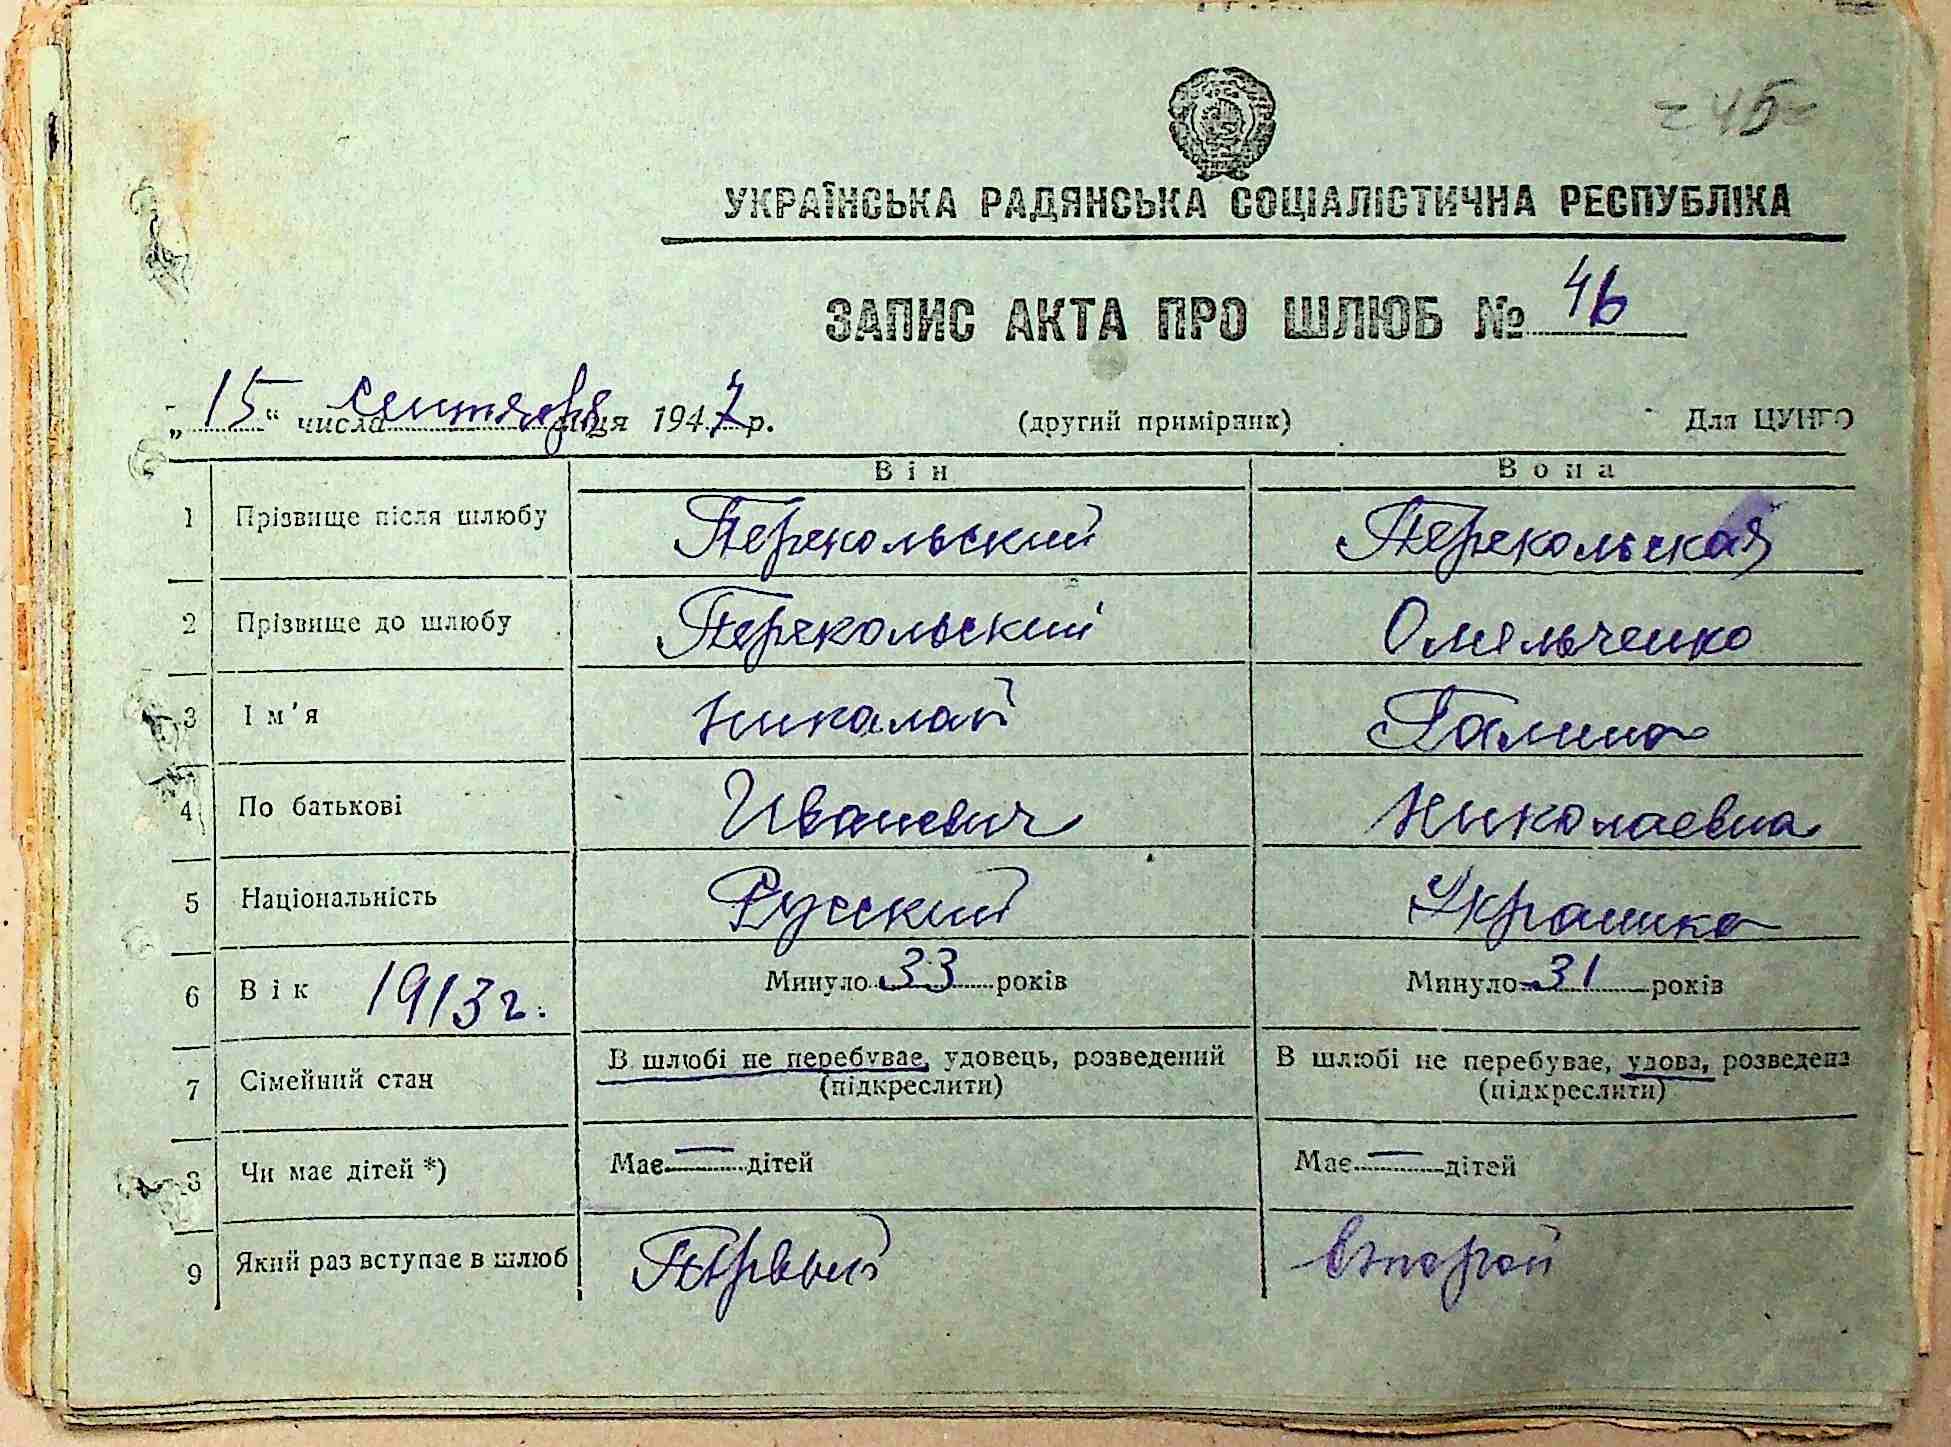 45
УКРАЇНСЬКА РАДЯНСЬКА СОЦІАЛІСТИЧНА РЕСПУБЛІКА
ЗАПИС АКТА ПРО ШЛЮБ № 46
„15“ числа сентября м-ця 1947 р. (другий примірник) Для ЦУНГО
Він Вона
1 Прізвище після шлюбу Перекольский Перекольская
2 Прізвище до шлюбу Перекольский Омельченко
3 Ім'я Николай Галина
4 По батькові Иванович Николаевна
5 Національність Русский Украинка
6 Вік 1913 г. Минуло 33 років Минуло 31 років
7 Сімейний стан В шлюбі не перебуває, удовець, розведений В шлюбі не перебуває, удова, розведена
(підкреслити) (підкреслити)
8 Чи має дітей *) Має — дітей Має — дітей
9 Який раз вступає в шлюб Первый Второй